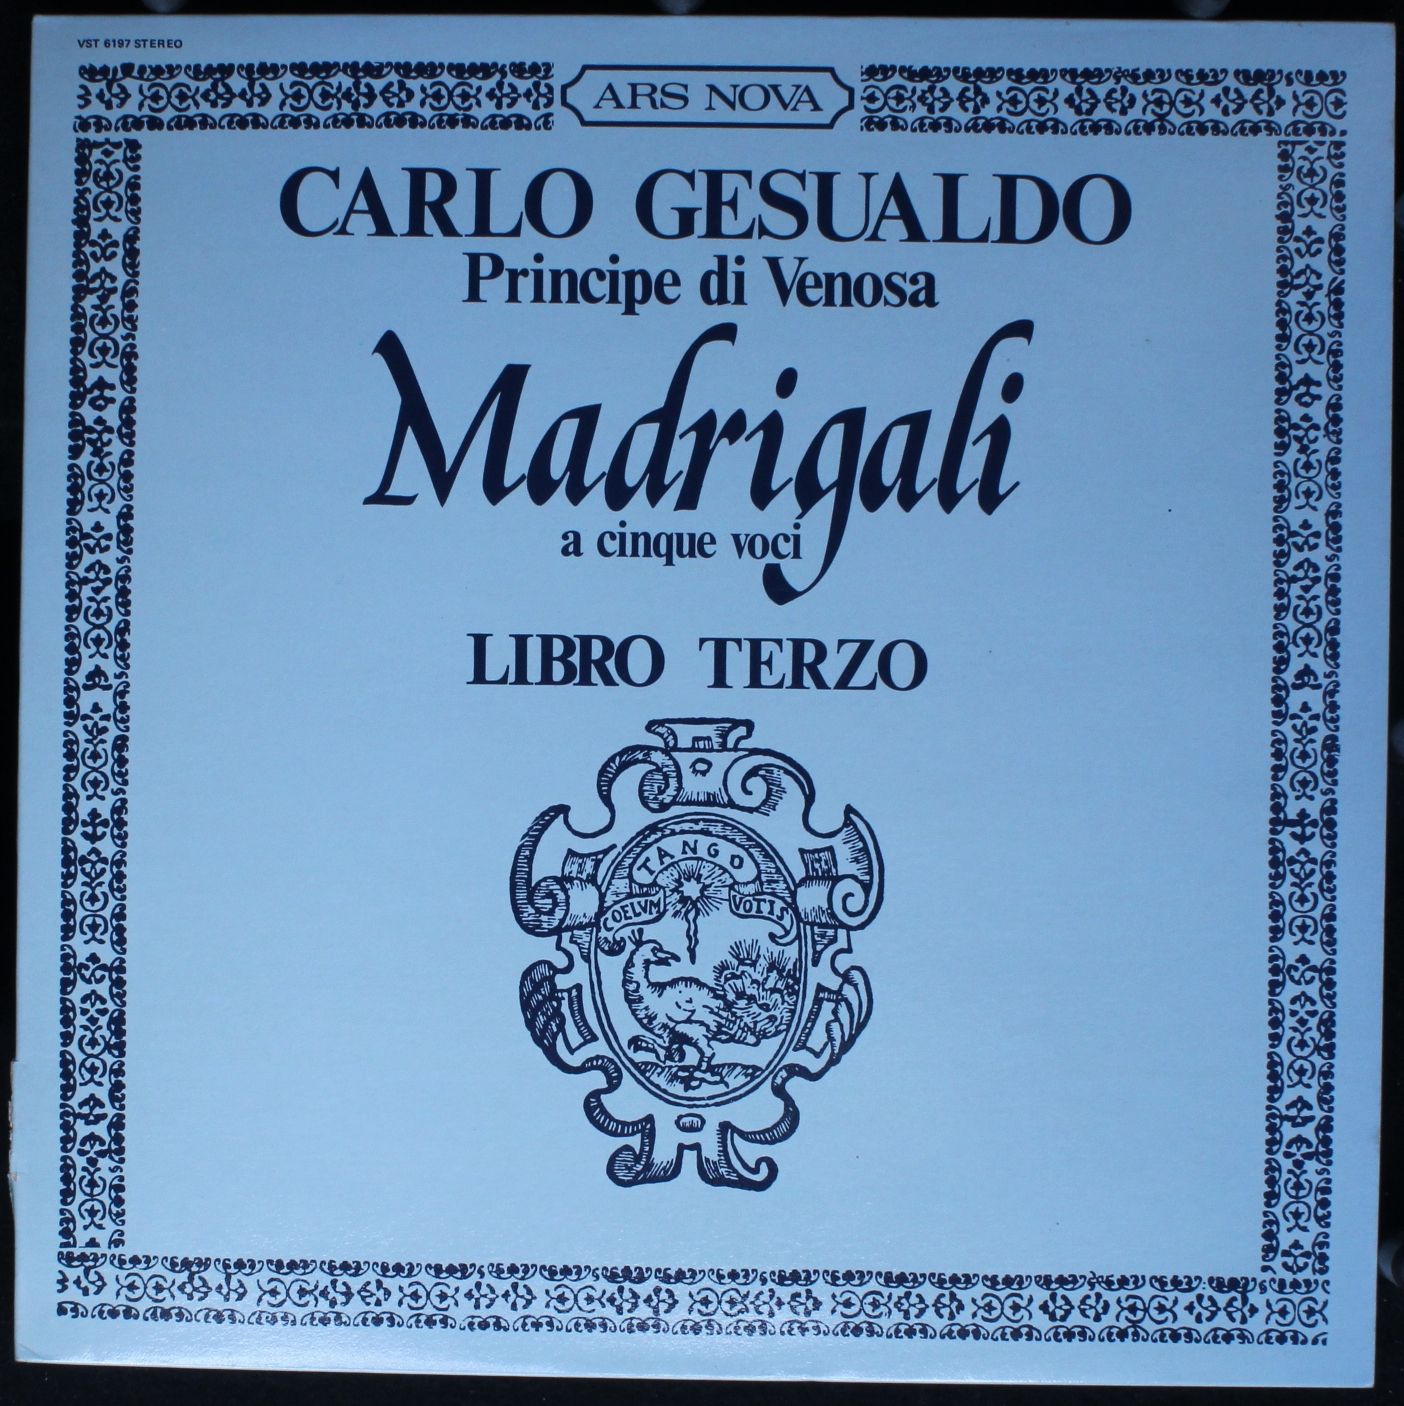 VST 6197 STEREO
ARS NOVA
CARLO GESUALDO
Principe di Venosa
Madrigali
a cinque voci
LIBRO TERZO
TANGO
COELVM VOTIS